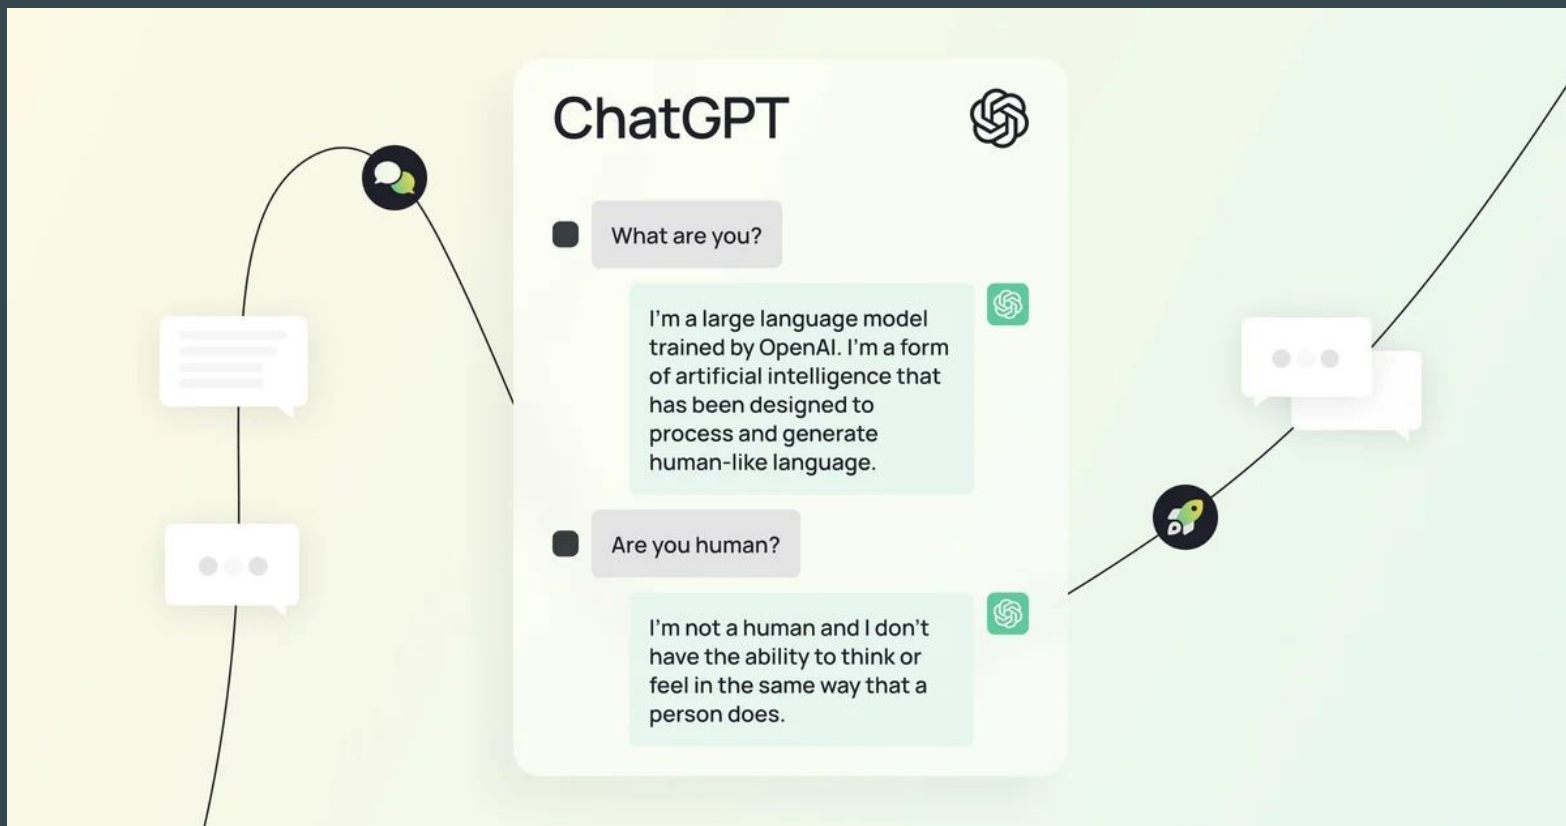 ChatGPT
What are you?
I'm a large language model
trained by OpenAI. I'm a form
of artificial intelligence that
has been designed to
process and generate
human-like language.
Are you human?
I'm not a human and I don't
have the ability to think or
feel in the same way that a
person does.